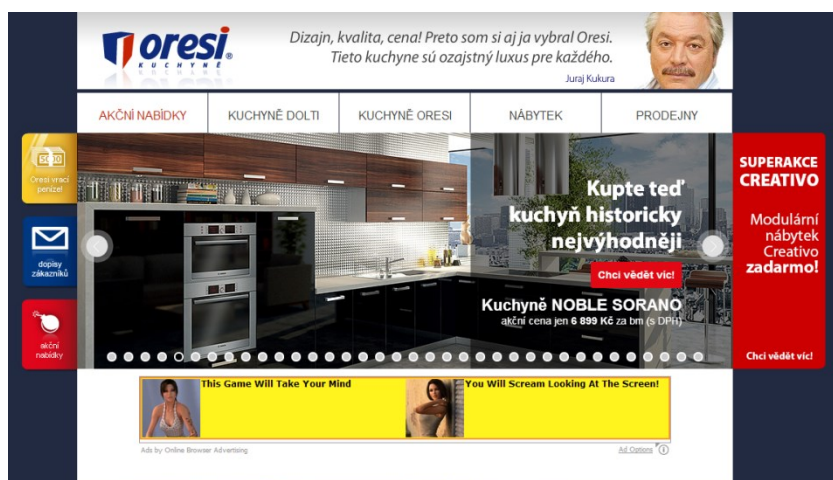 oresi®
KUCHYNĚ
Dizajn, kvalita, cena! Preto som si aj ja vybral Oresi.
Tieto kuchyne sú ozajstný luxus pre každého.
Juraj Kukura
AKČNÍ NABÍDKY
KUCHYNĚ DOLTI
KUCHYNĚ ORESI
NÁBYTEK
PRODEJNY
5000
Oresi vrací
peníze!
dopisy
zákazníků
akční
nabídky
Kupte teď
kuchyň historicky
nejvýhodněji
Chci vědět víc!
Kuchyně NOBLE SORANO
akční cena jen 6 899 Kč za bm (s DPH)
SUPERAKCE
CREATIVO
Modulární
nábytek
Creativo
zadarmo!
Chci vědět víc!
This Game Will Take Your Mind
You Will Scream Looking At The Screen!
Ads by Online Browser Advertising
Ad Options